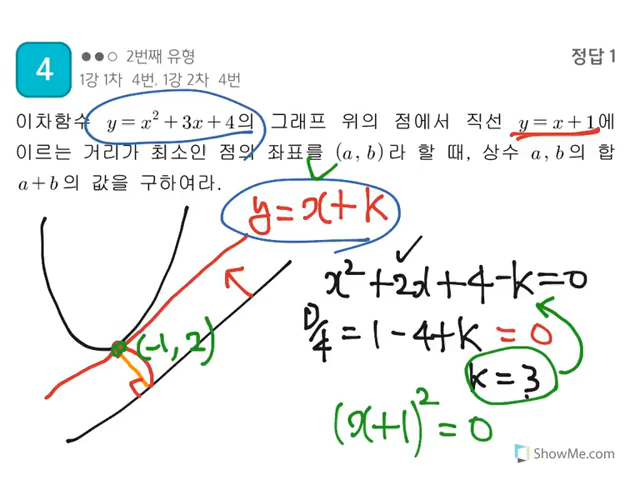 4
2번째 유형
정답 1
1강 1차 4번. 1강 2차 4번
이차함수 y=x²+3x+4의 그래프 위의 점에서 직선 y=x+1에
이르는 거리가 최소인 점의 좌표를 (a, b)라 할 때, 상수 a, b의 합
a+b의 값을 구하여라.
y=x+k
x²+2x+4-k=0
D/4=1-4+k=0
(-1, 2)
k=3
(x+1)²=0
ShowMe.com